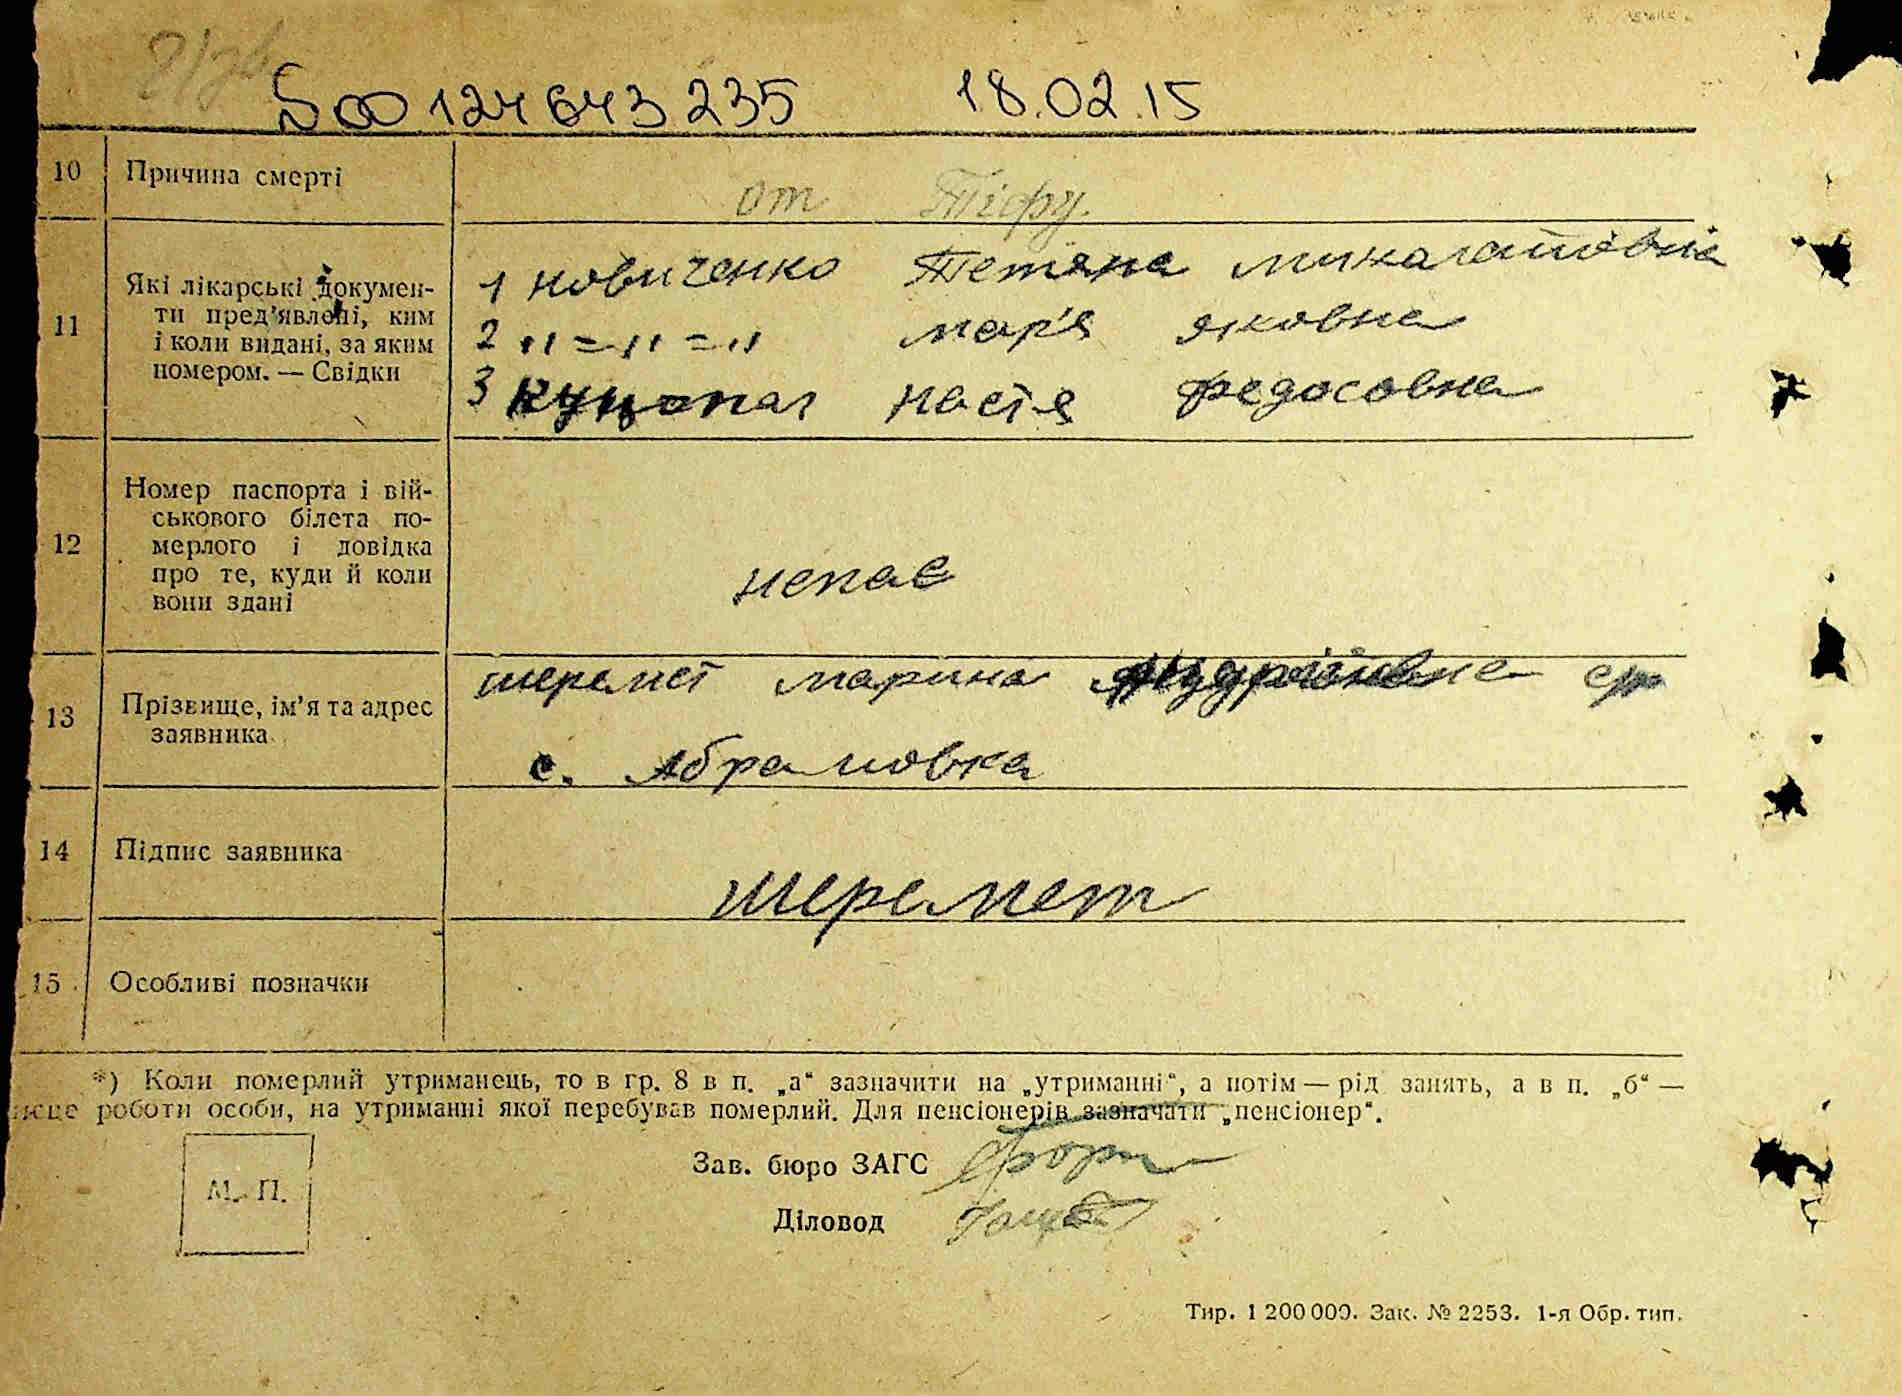 S00124643235 18.02.15
10 Причина смерті от Тіфу.
11 Які лікарські докумен-
ти пред'явлені, ким
і коли видані, за яким
номером. — Свідки
1 новиченко Тетяна
2 „ = „ = „ мар'я яковна
3 настя федосовна
12 Номер паспорта і вій-
ськового білета по-
мерлого і довідка
про те, куди й коли
вони здані
немає
13 Прізвище, ім'я та адрес
заявника
шеремет марина
с. Абрамовка
14 Підпис заявника
шеремет
15 Особливі позначки
*) Коли померлий утриманець, то в гр. 8 в п. „а“ зазначити на „утриманні“, а потім — рід занять, а в п. „б“ —
місце роботи особи, на утриманні якої перебував померлий. Для пенсіонерів зазначати „пенсіонер“.
М. П.
Зав. бюро ЗАГС
Діловод
Тир. 1 200 000. Зак. № 2253. 1-я Обр. тип.